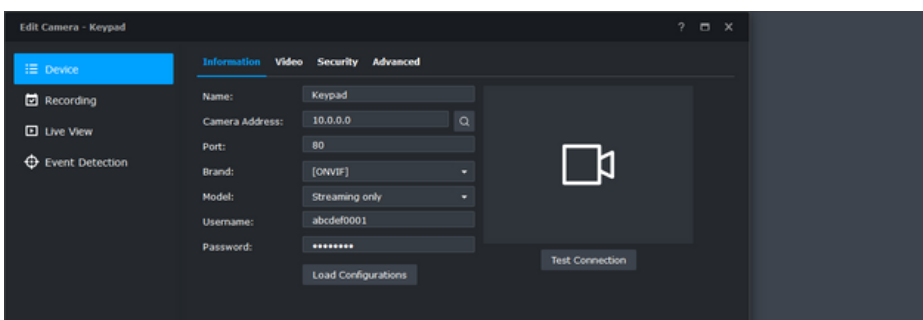 Edit Camera - Keypad
?
Device
Recording
Live View
Event Detection
Information Video Security Advanced
Name: Keypad
Camera Address: 10.0.0.0
Port: 80
Brand: [ONVIF]
Model: Streaming only
Username: abcdef0001
Password: ••••••••
Load Configurations
Test Connection